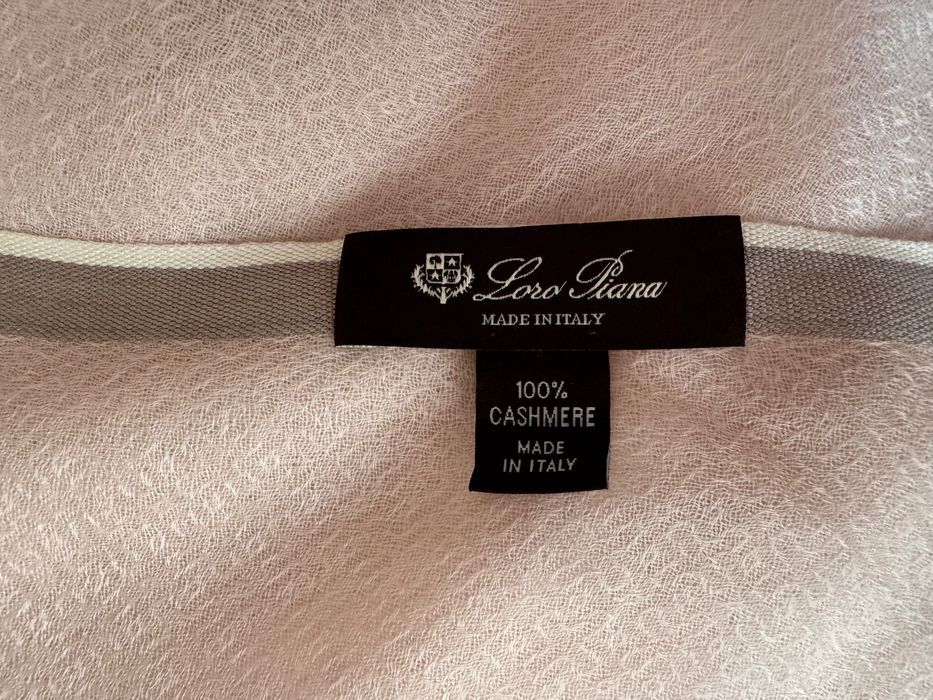 Loro Piana
MADE IN ITALY
100%
CASHMERE
MADE
IN ITALY